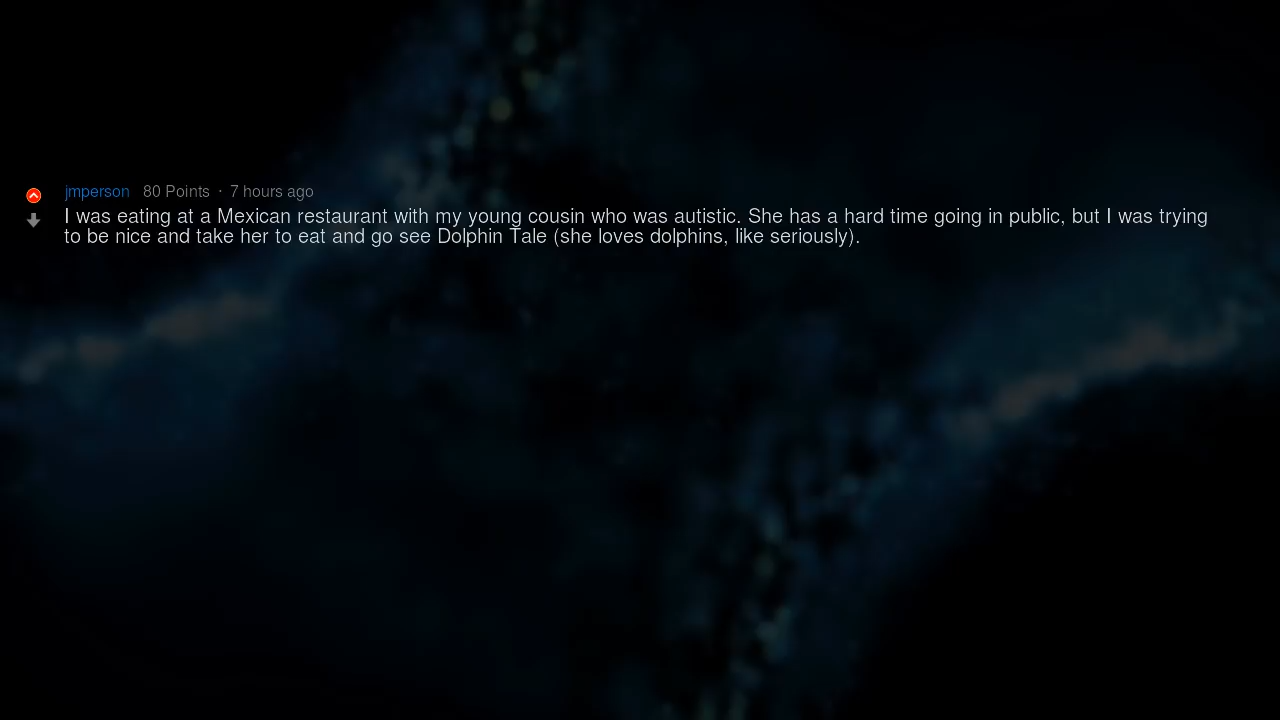 jmperson 80 Points · 7 hours ago
I was eating at a Mexican restaurant with my young cousin who was autistic. She has a hard time going in public, but I was trying
to be nice and take her to eat and go see Dolphin Tale (she loves dolphins, like seriously).